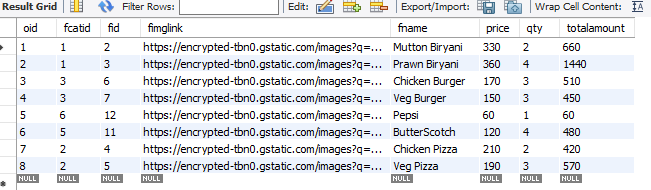 Result Grid Filter Rows: Edit: Export/Import: Wrap Cell Content:
oid fcatid fid fimglink fname price qty totalamount
1 1 2 https://encrypted-tbn0.gstatic.com/images?q=... Mutton Biryani 330 2 660
2 1 3 https://encrypted-tbn0.gstatic.com/images?q=... Prawn Biryani 360 4 1440
3 3 6 https://encrypted-tbn0.gstatic.com/images?q=... Chicken Burger 170 3 510
4 3 7 https://encrypted-tbn0.gstatic.com/images?q=... Veg Burger 150 3 450
5 6 12 https://encrypted-tbn0.gstatic.com/images?q=... Pepsi 60 1 60
6 5 11 https://encrypted-tbn0.gstatic.com/images?q=... ButterScotch 120 4 480
7 2 4 https://encrypted-tbn0.gstatic.com/images?q=... Chicken Pizza 210 2 420
8 2 5 https://encrypted-tbn0.gstatic.com/images?q=... Veg Pizza 190 3 570
NULL NULL NULL NULL NULL NULL NULL NULL